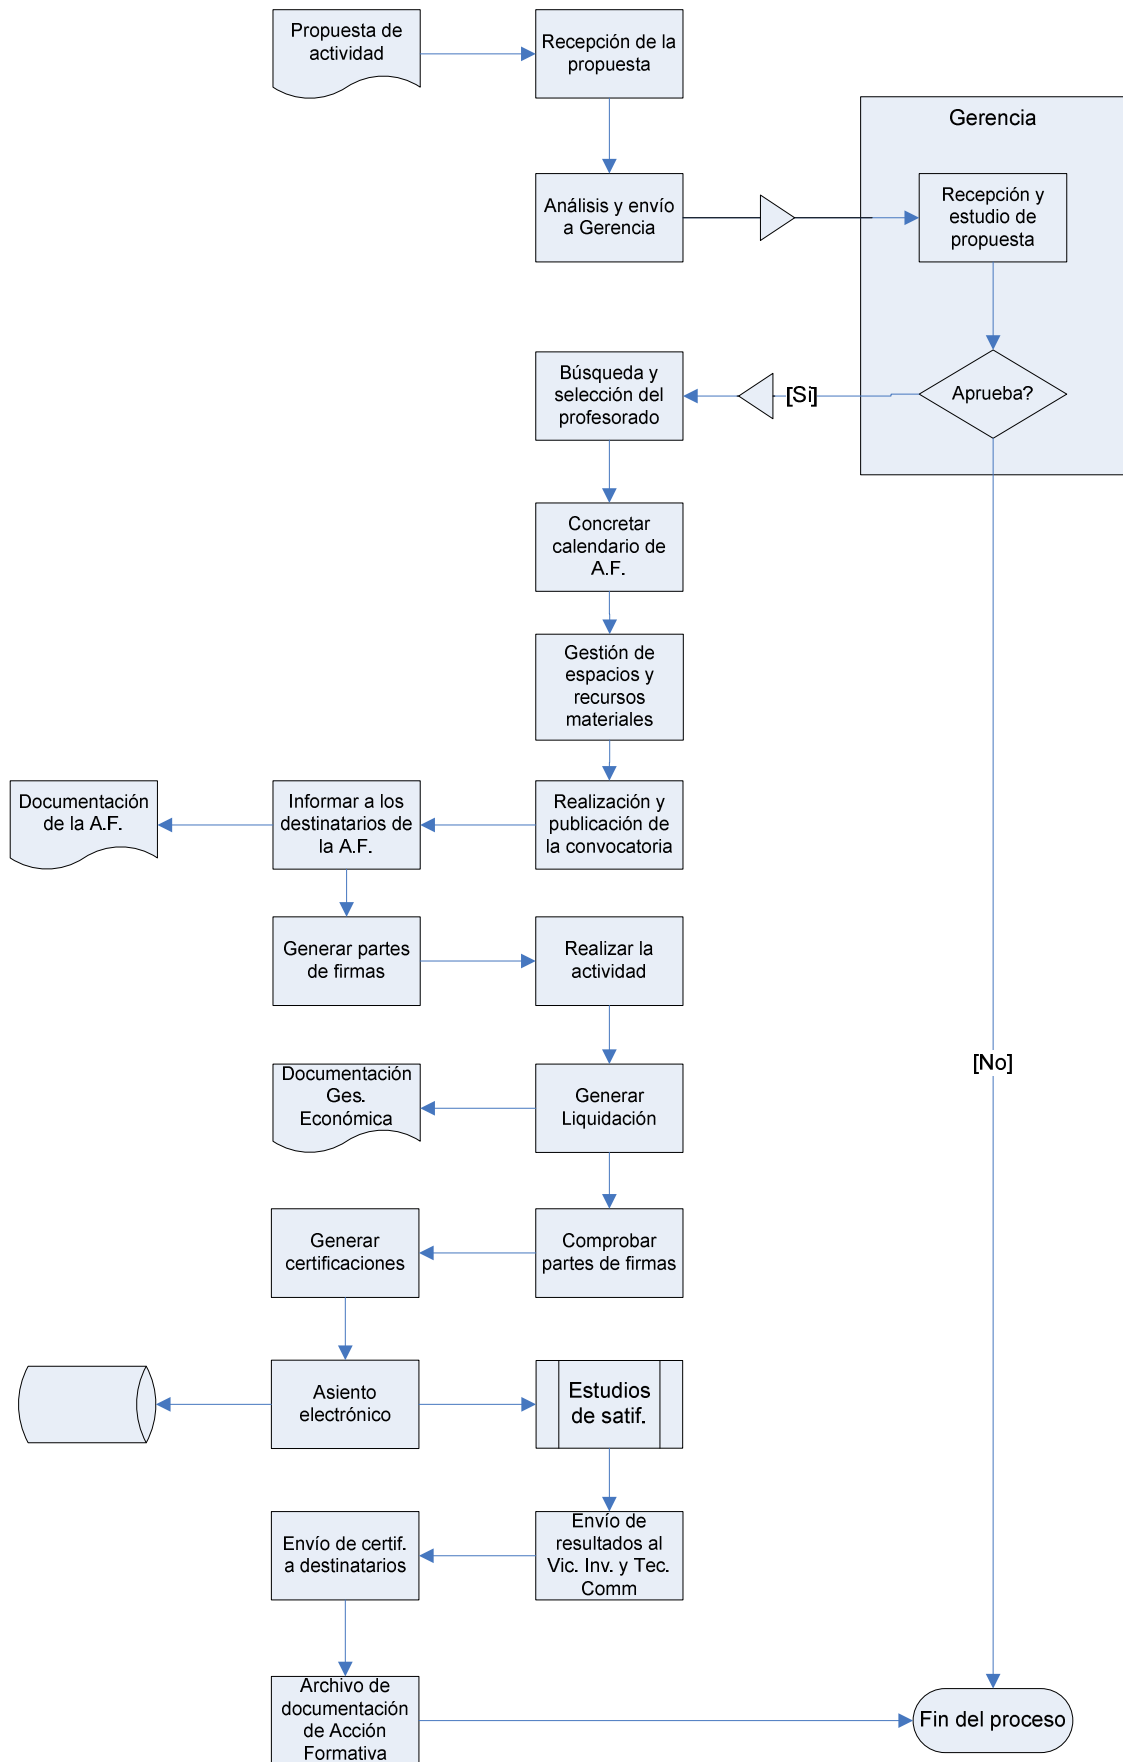 Propuesta de
actividad
Recepción de la
propuesta
Gerencia
Análisis y envío
a Gerencia
Recepción y
estudio de
propuesta
Búsqueda y
selección del
profesorado
[Si]
Aprueba?
Concretar
calendario de
A.F.
Gestión de
espacios y
recursos
materiales
Documentación
de la A.F.
Informar a los
destinatarios de
la A.F.
Realización y
publicación de
la convocatoria
Generar partes
de firmas
Realizar la
actividad
[No]
Documentación
Ges.
Económica
Generar
Liquidación
Generar
certificaciones
Comprobar
partes de firmas
Asiento
electrónico
Estudios
de satif.
Envío de certif.
a destinatarios
Envío de
resultados al
Vic. Inv. y Tec.
Comm
Archivo de
documentación
de Acción
Formativa
Fin del proceso